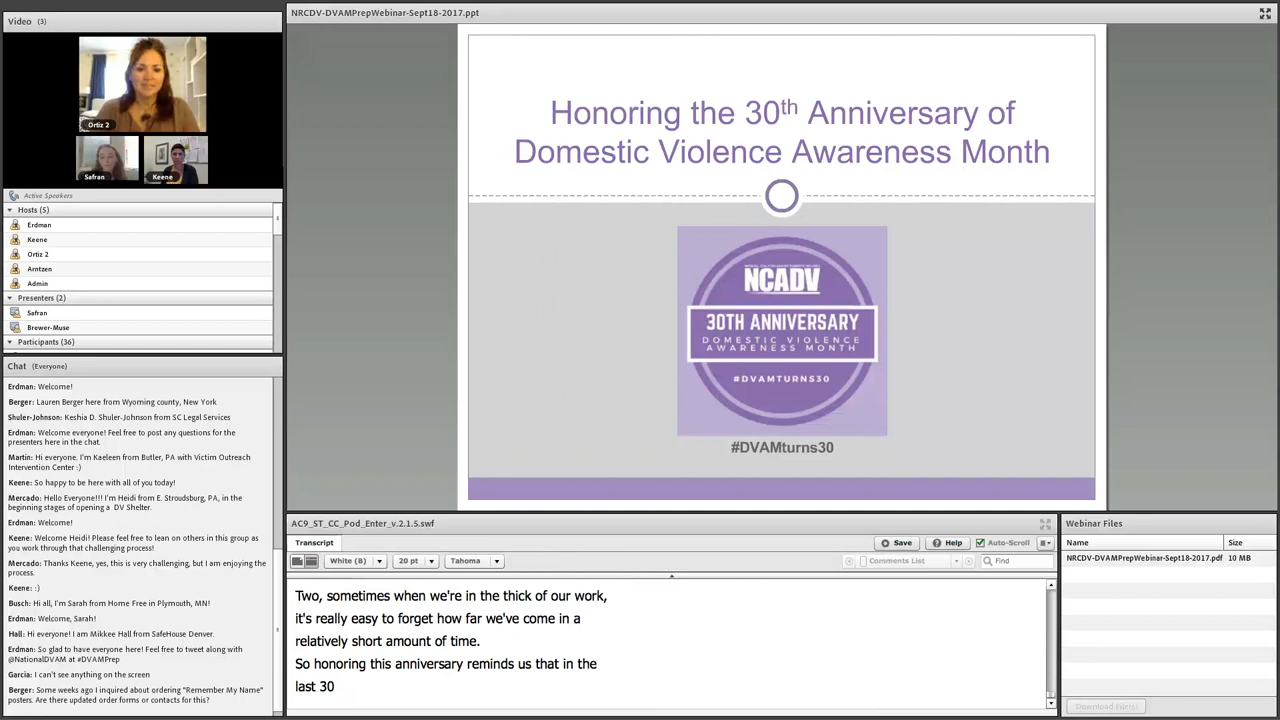 Video (3)
Ortiz 2
Safran
Keene
Active Speakers
Hosts (5)
Erdman
Keene
Ortiz 2
Arntzen
Admin
Presenters (2)
Safran
Brewer-Muse
Participants (36)
Chat (Everyone)
Erdman: Welcome!
Berger: Lauren Berger here from Wyoming county, New York
Shuler-Johnson: Keshia D. Shuler-Johnson from SC Legal Services
Erdman: Welcome everyone! Feel free to post any questions for the
presenters here in the chat.
Martin: Hi everyone. I'm Kaeleen from Butler, PA with Victim Outreach
Intervention Center :)
Keene: So happy to be here with all of you today!
Mercado: Hello Everyone!!! I'm Heidi from E. Stroudsburg, PA, in the
beginning stages of opening a DV Shelter.
Erdman: Welcome!
Keene: Welcome Heidi! Please feel free to lean on others in this group as
you work through that challenging process!
Mercado: Thanks Keene, yes, this is very challenging, but I am enjoying the
process.
Keene: :)
Busch: Hi all, I'm Sarah from Home Free in Plymouth, MN!
Erdman: Welcome, Sarah!
Hall: Hi everyone! I am Mikkee Hall from SafeHouse Denver.
Erdman: So glad to have everyone here! Feel free to tweet along with
@NationalDVAM at #DVAMPrep
Garcia: I can't see anything on the screen
Berger: Some weeks ago I inquired about ordering "Remember My Name"
posters. Are there updated order forms or contacts for this?
NRCDV-DVAMPrepWebinar-Sept18-2017.ppt
Honoring the 30th Anniversary of
Domestic Violence Awareness Month
NCADV
30TH ANNIVERSARY
DOMESTIC VIOLENCE
AWARENESS MONTH
#DVAMTURNS30
#DVAMturns30
AC9_ST_CC_Pod_Enter_v.2.1.5.swf
Transcript
Save
Help
Auto-Scroll
White (B)
20 pt
Tahoma
Comments List
Find
Two, sometimes when we're in the thick of our work,
it's really easy to forget how far we've come in a
relatively short amount of time.
So honoring this anniversary reminds us that in the
last 30
Webinar Files
Name Size
NRCDV-DVAMPrepWebinar-Sept18-2017.pdf 10 MB
Download File(s)